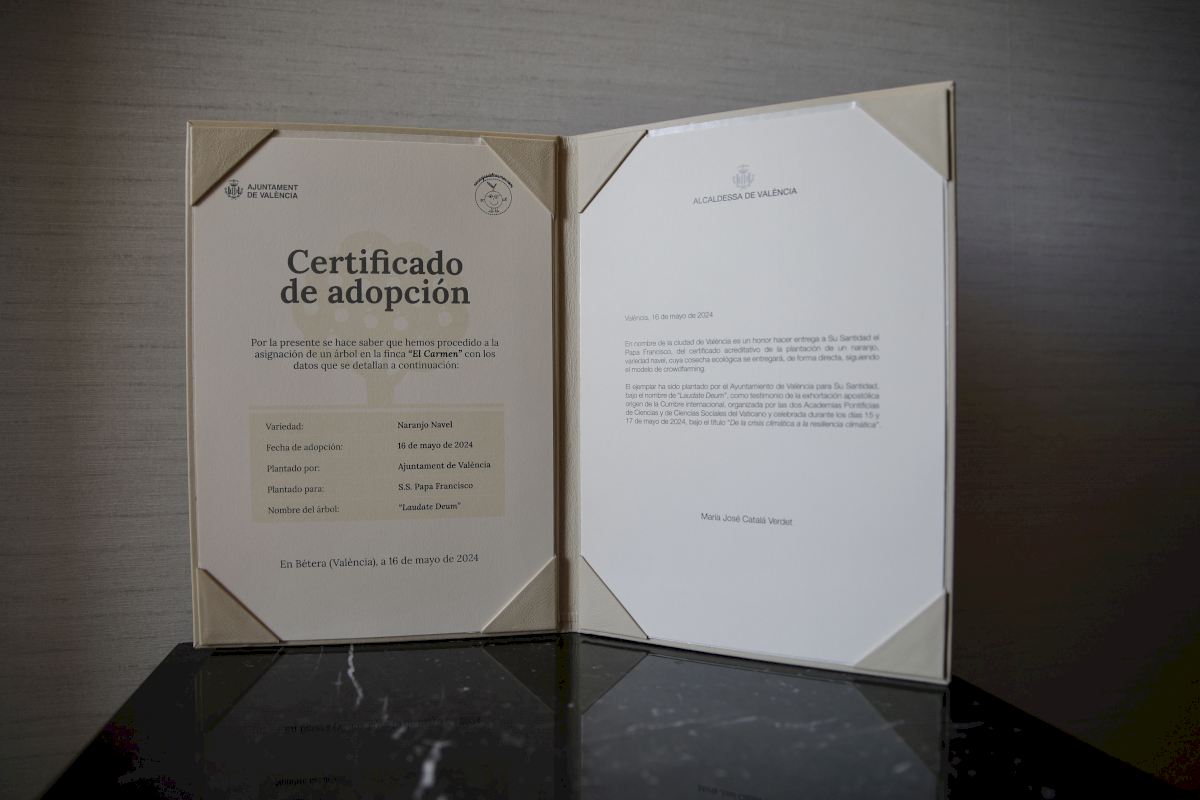 AJUNTAMENT
DE VALÈNCIA
Certificado
de adopción
Por la presente se hace saber que hemos procedido a la
asignación de un árbol en la finca “El Carmen” con los
datos que se detallan a continuación:
Variedad: Naranjo Navel
Fecha de adopción: 16 de mayo de 2024
Plantado por: Ajuntament de València
Plantado para: S.S. Papa Francisco
Nombre del árbol: “Laudate Deum”
En Bétera (València), a 16 de mayo de 2024
ALCALDESSA DE VALÈNCIA
València, 16 de mayo de 2024
En nombre de la ciudad de València es un honor hacer entrega a Su Santidad el
Papa Francisco, del certificado acreditativo de la plantación de un naranjo,
variedad navel, cuya cosecha ecológica se entregará, de forma directa, siguiendo
el modelo de crowdfarming.
El ejemplar ha sido plantado por el Ayuntamiento de València para Su Santidad,
bajo el nombre de “Laudate Deum”, como testimonio de la exhortación apostólica
origen de la Cumbre internacional, organizada por las dos Academias Pontificias
de Ciencias y de Ciencias Sociales del Vaticano y celebrada durante los días 15 y
17 de mayo de 2024, bajo el título “De la crisis climática a la resiliencia climática”.
María José Catalá Verdet